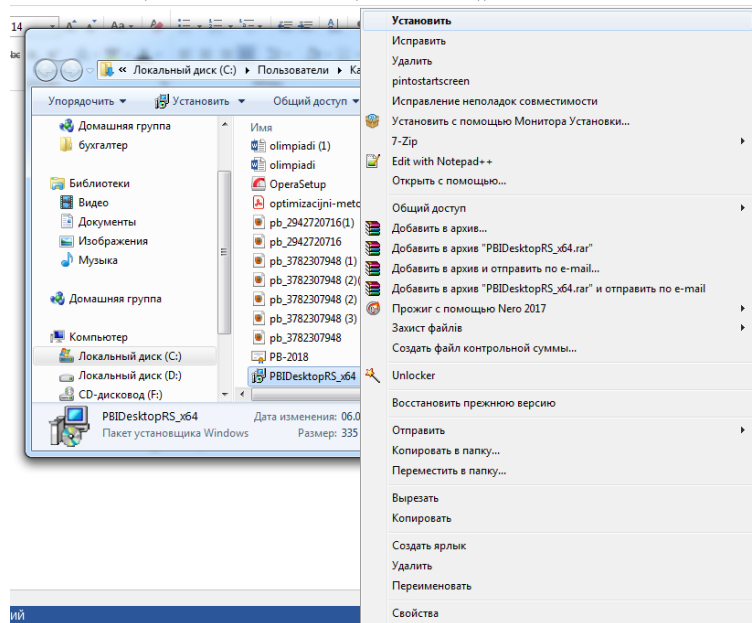 14
Aa
abc
« Локальный диск (C:) ▸ Пользователи ▸ Ка
Упорядочить ▾
Установить ▾
Общий доступ ▾
Домашняя группа
бухгалтер
Библиотеки
Видео
Документы
Изображения
Музыка
Домашняя группа
Компьютер
Локальный диск (C:)
Локальный диск (D:)
CD-дисковод (F:)
Имя
olimpiadi (1)
olimpiadi
OperaSetup
optimizacijni-meto
pb_2942720716(1)
pb_2942720716
pb_3782307948 (1)
pb_3782307948 (2)(
pb_3782307948 (2)
pb_3782307948 (3)
pb_3782307948
PB-2018
PBIDesktopRS_x64
PBIDesktopRS_x64
Дата изменения: 06.0
Пакет установщика Windows
Размер: 335
ий
Установить
Исправить
Удалить
pintostartscreen
Исправление неполадок совместимости
Установить с помощью Монитора Установки...
7-Zip
Edit with Notepad++
Открыть с помощью...
Общий доступ
Добавить в архив...
Добавить в архив "PBIDesktopRS_x64.rar"
Добавить в архив и отправить по e-mail...
Добавить в архив "PBIDesktopRS_x64.rar" и отправить по e-mail
Прожиг с помощью Nero 2017
Захист файлів
Создать файл контрольной суммы...
Unlocker
Восстановить прежнюю версию
Отправить
Копировать в папку...
Переместить в папку...
Вырезать
Копировать
Создать ярлык
Удалить
Переименовать
Свойства